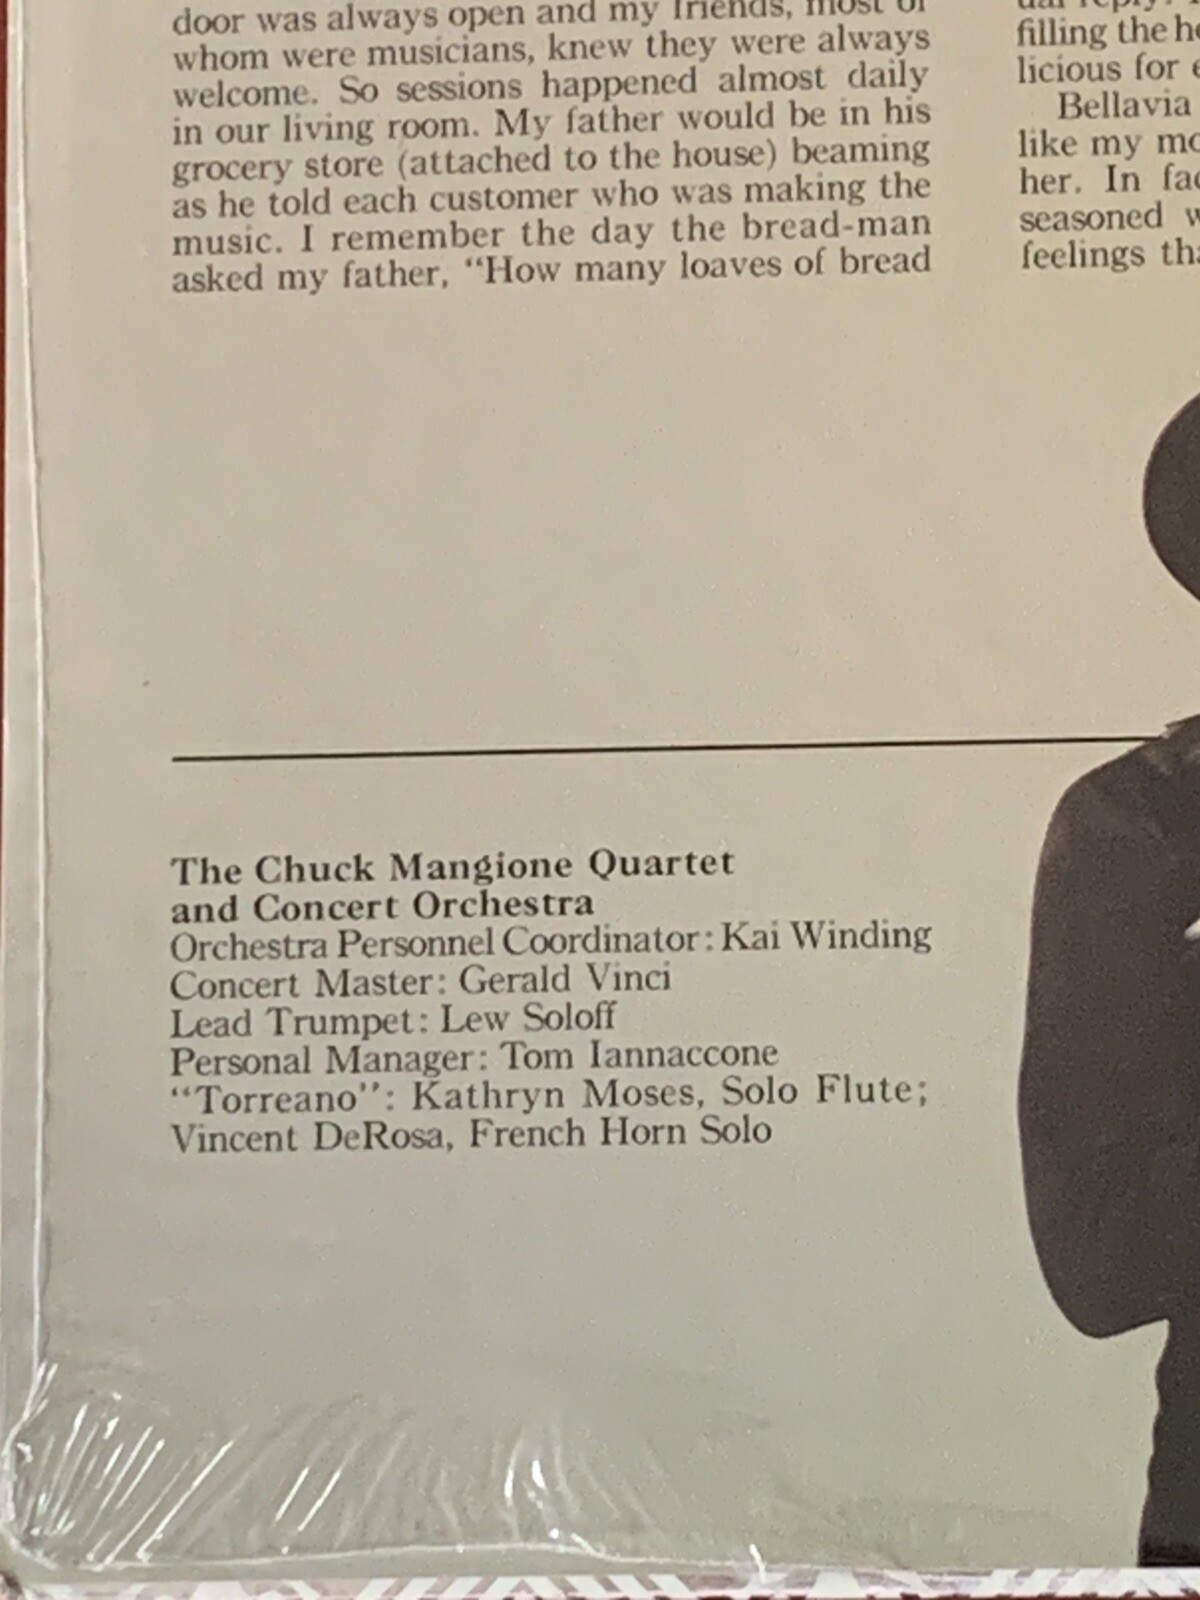 door was always open and my friends, most of
whom were musicians, knew they were always
welcome. So sessions happened almost daily
in our living room. My father would be in his
grocery store (attached to the house) beaming
as he told each customer who was making the
music. I remember the day the bread-man
asked my father, “How many loaves of bread
filling the
licious for
Bellavia
like my
her. In
seasoned
feelings
The Chuck Mangione Quartet
and Concert Orchestra
Orchestra Personnel Coordinator: Kai Winding
Concert Master: Gerald Vinci
Lead Trumpet: Lew Soloff
Personal Manager: Tom Iannaccone
“Torreano”: Kathryn Moses, Solo Flute;
Vincent DeRosa, French Horn Solo